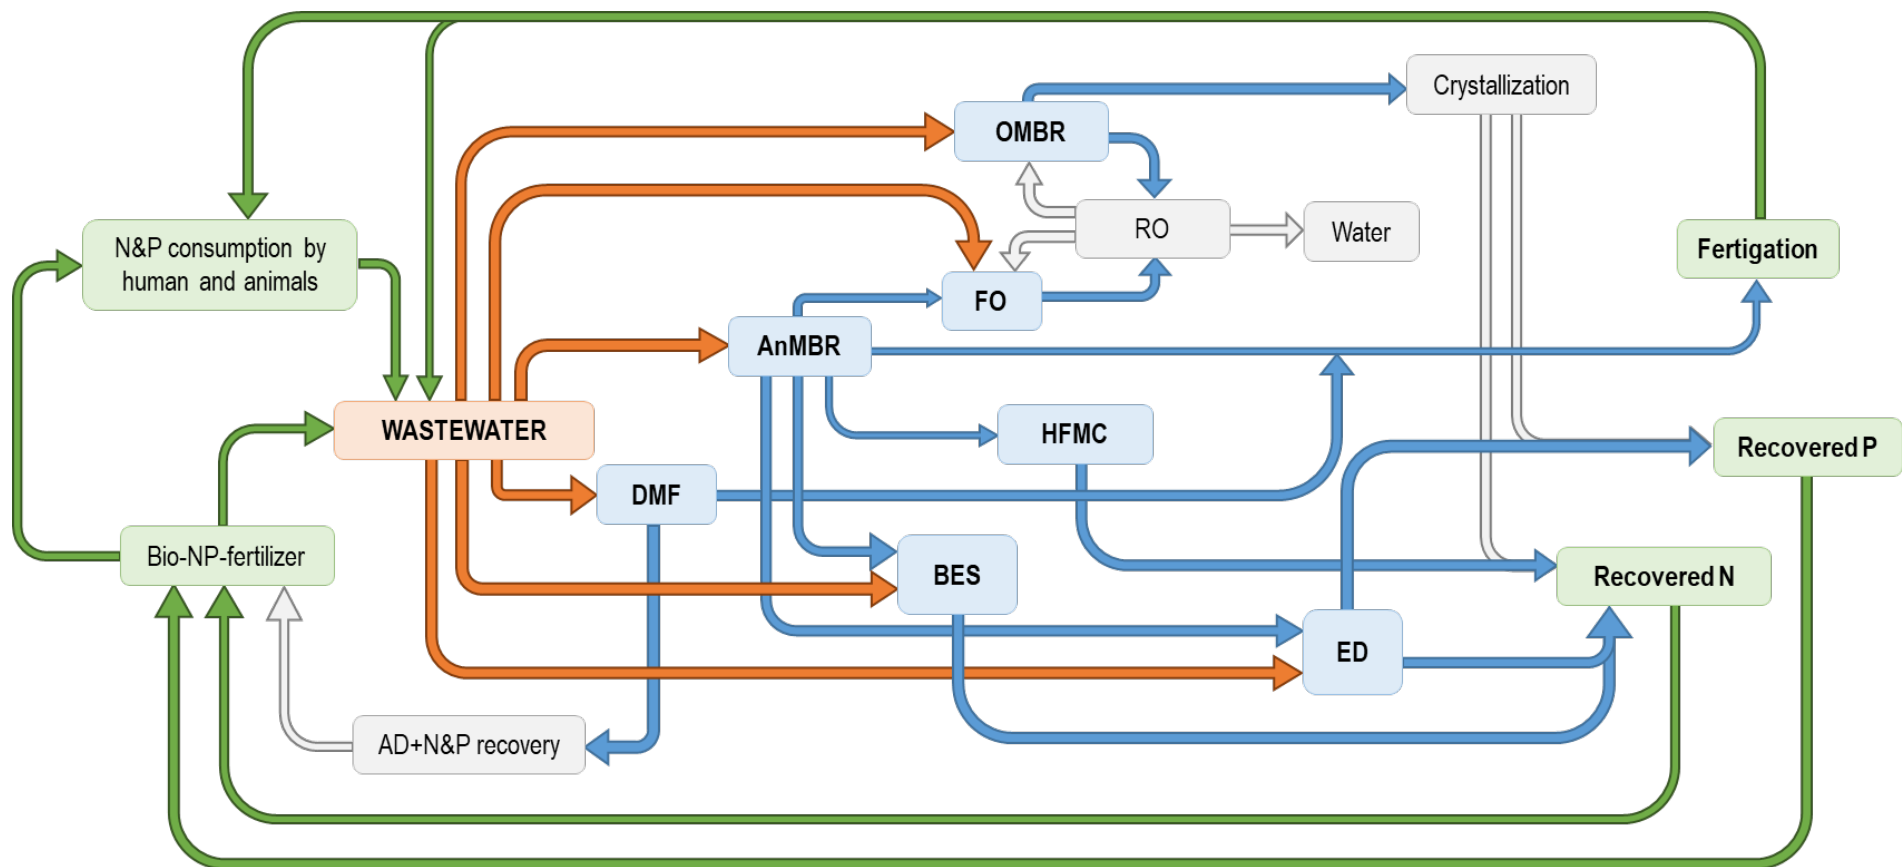 Crystallization
OMBR
N&P consumption by
human and animals
RO
Water
Fertigation
FO
AnMBR
WASTEWATER
HFMC
Recovered P
DMF
Bio-NP-fertilizer
BES
Recovered N
ED
AD+N&P recovery